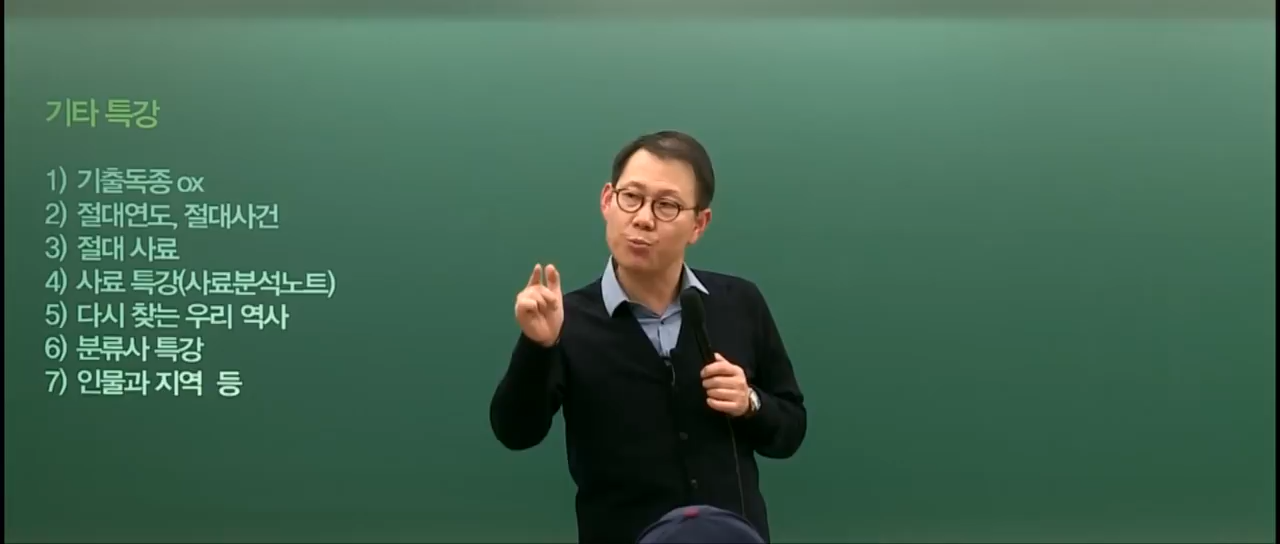 기타 특강
1) 기출독종 ox
2) 절대연도, 절대사건
3) 절대 사료
4) 사료 특강(사료분석노트)
5) 다시 찾는 우리 역사
6) 분류사 특강
7) 인물과 지역 등